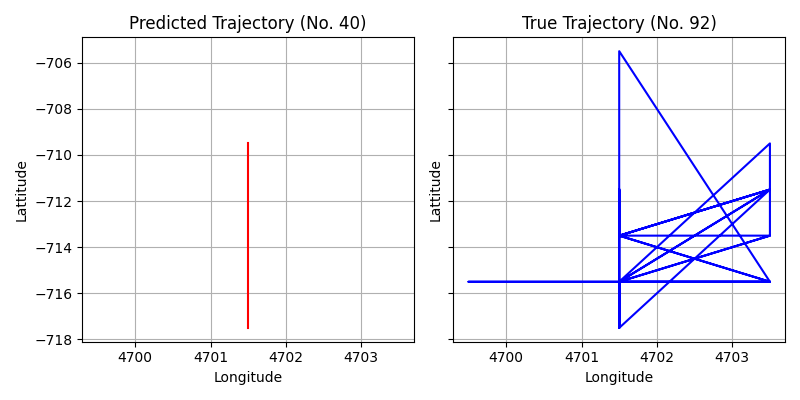 Predicted Trajectory (No. 40)
True Trajectory (No. 92)
−706
−708
−710
−712
−714
−716
−718
Lattitude
Lattitude
4700
4701
4702
4703
4700
4701
4702
4703
Longitude
Longitude